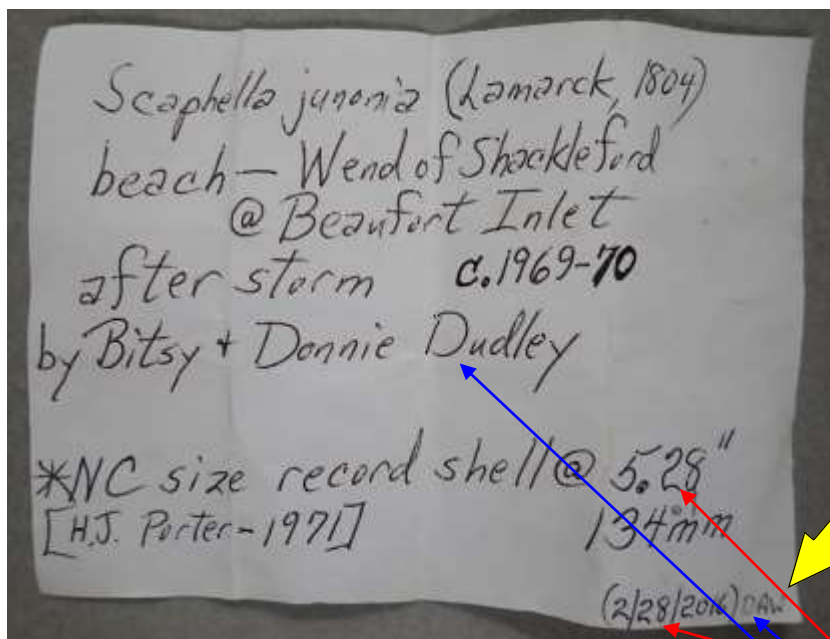 Scaphella junonia (Lamarck, 1804)
beach — W end of Shackleford
@ Beaufort Inlet
after storm c.1969-70
by Bitsy + Donnie Dudley
*NC size record shell @ 5.28"
[H.J. Porter - 1971] 134mm
(2/28/2016) DAW